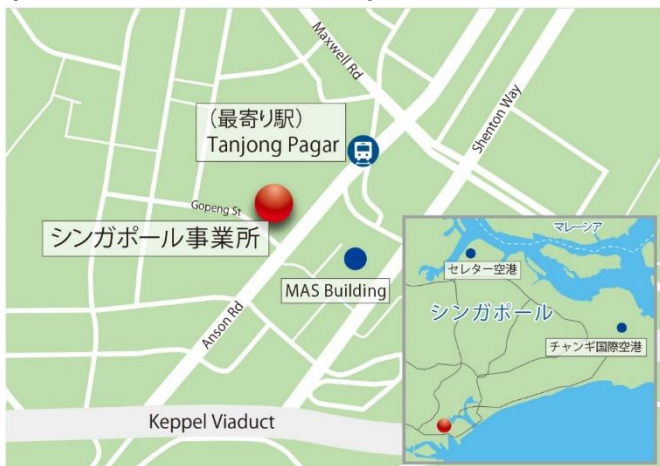 Maxwell Rd
Shenton Way
(最寄り駅)
Tanjong Pagar
Gopeng St
シンガポール事業所
MAS Building
Anson Rd
Keppel Viaduct
マレーシア
セレター空港
シンガポール
チャンギ国際空港